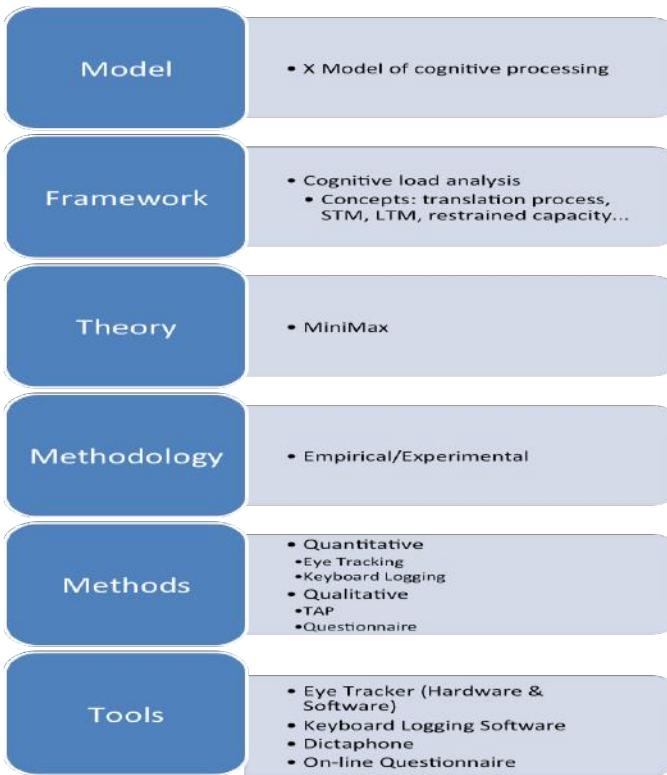 Model
• X Model of cognitive processing
Framework
• Cognitive load analysis
• Concepts: translation process,
STM, LTM, restrained capacity...
Theory
• MiniMax
Methodology
• Empirical/Experimental
Methods
• Quantitative
•Eye Tracking
•Keyboard Logging
• Qualitative
•TAP
•Questionnaire
Tools
• Eye Tracker (Hardware &
Software)
• Keyboard Logging Software
• Dictaphone
• On-line Questionnaire